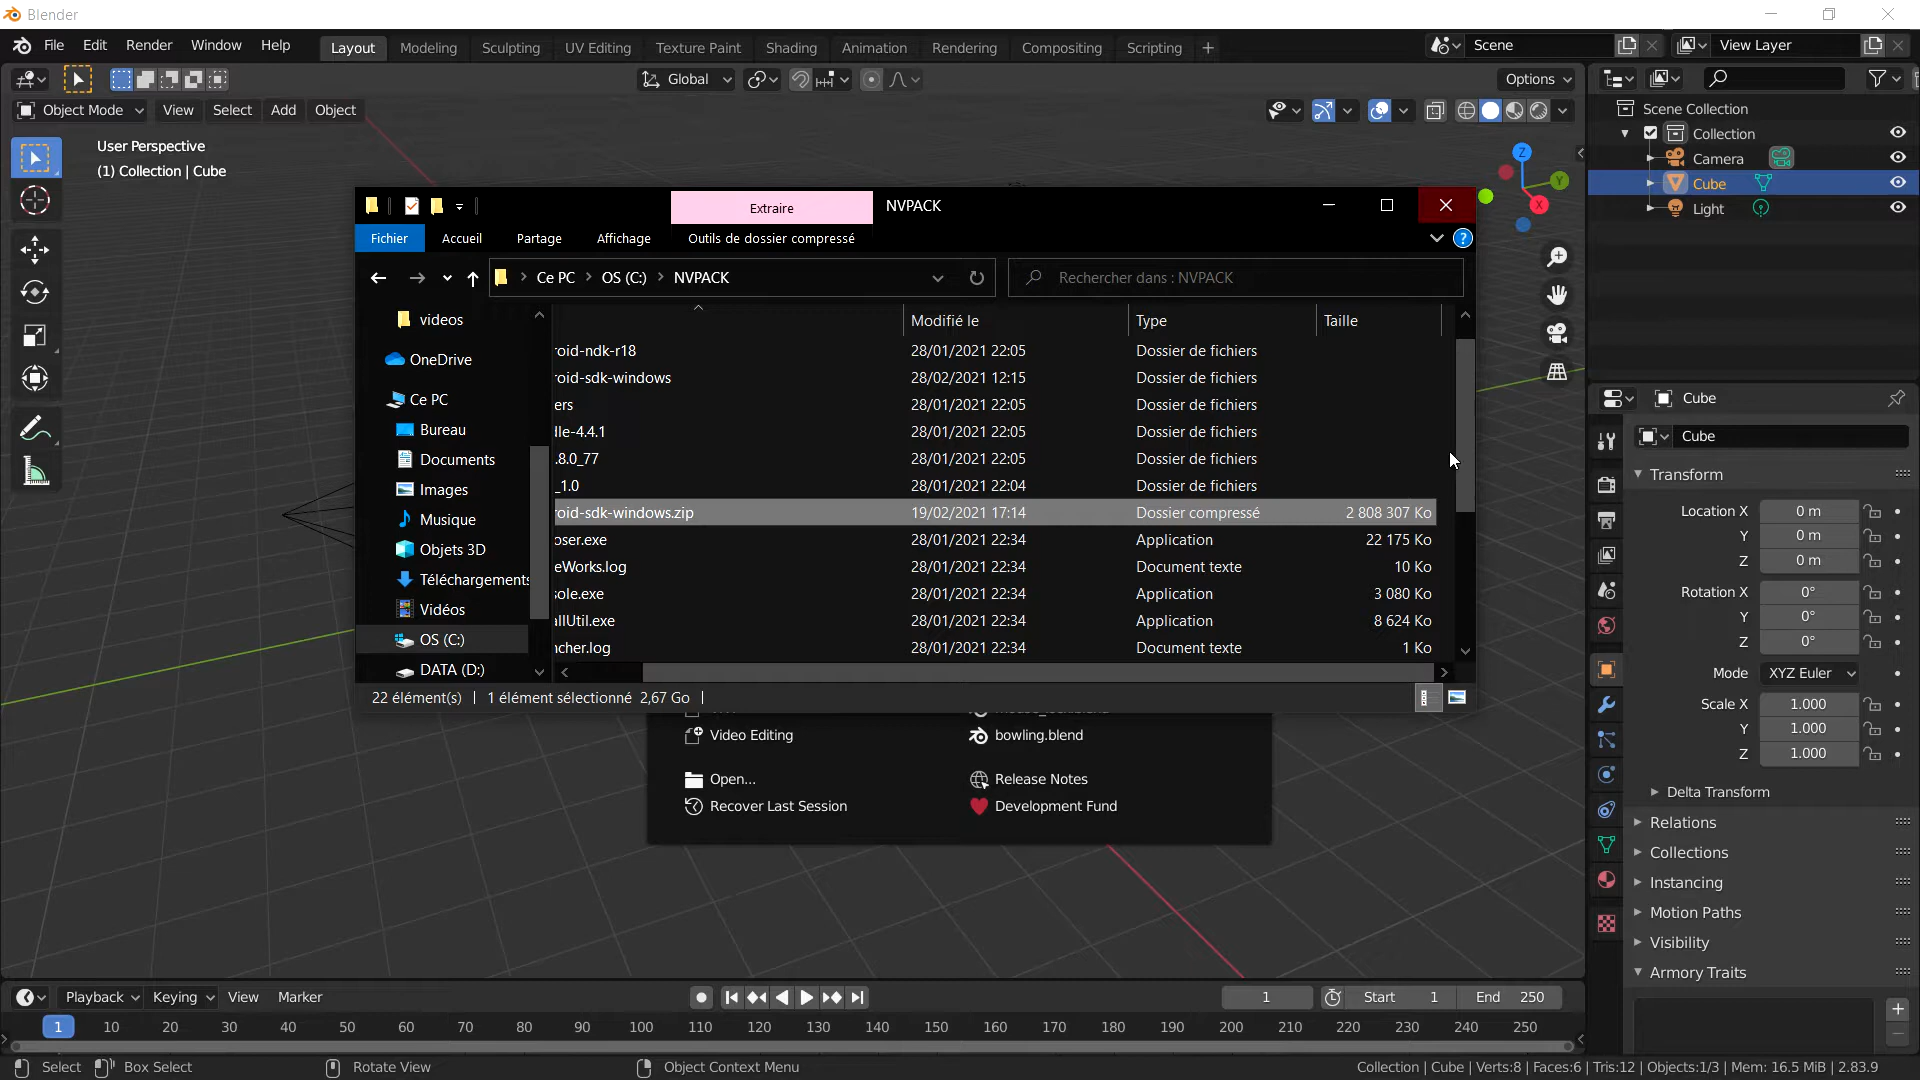 Blender
File Edit Render Window Help Layout Modeling Sculpting UV Editing Texture Paint Shading Animation Rendering Compositing Scripting Scene View Layer
Global Options
Object Mode View Select Add Object
Scene Collection
User Perspective
(1) Collection | Cube
Collection
Camera
Cube
Light
Z
Y
X
Extraire NVPACK
Fichier Accueil Partage Affichage Outils de dossier compressé
Ce PC OS (C:) NVPACK Rechercher dans : NVPACK
videos
OneDrive
Ce PC
Bureau
Documents
Images
Musique
Objets 3D
Téléchargements
Vidéos
OS (C:)
DATA (D:)
Modifié le Type Taille
roid-ndk-r18 28/01/2021 22:05 Dossier de fichiers
roid-sdk-windows 28/02/2021 12:15 Dossier de fichiers
ers 28/01/2021 22:05 Dossier de fichiers
lle-4.4.1 28/01/2021 22:05 Dossier de fichiers
.8.0_77 28/01/2021 22:05 Dossier de fichiers
_1.0 28/01/2021 22:04 Dossier de fichiers
roid-sdk-windows.zip 19/02/2021 17:14 Dossier compressé 2 808 307 Ko
oser.exe 28/01/2021 22:34 Application 22 175 Ko
eWorks.log 28/01/2021 22:34 Document texte 10 Ko
sole.exe 28/01/2021 22:34 Application 3 080 Ko
allUtil.exe 28/01/2021 22:34 Application 8 624 Ko
ncher.log 28/01/2021 22:34 Document texte 1 Ko
22 élément(s) 1 élément sélectionné 2,67 Go
Video Editing bowling.blend
Open... Release Notes
Recover Last Session Development Fund
Cube
Cube
Transform
Location X 0 m
Y 0 m
Z 0 m
Rotation X 0°
Y 0°
Z 0°
Mode XYZ Euler
Scale X 1.000
Y 1.000
Z 1.000
Delta Transform
Relations
Collections
Instancing
Motion Paths
Visibility
Armory Traits
Playback Keying View Marker 1 Start 1 End 250
1 10 20 30 40 50 60 70 80 90 100 110 120 130 140 150 160 170 180 190 200 210 220 230 240 250
Select Box Select Rotate View Object Context Menu Collection | Cube | Verts:8 | Faces:6 | Tris:12 | Objects:1/3 | Mem: 16.5 MiB | 2.83.9